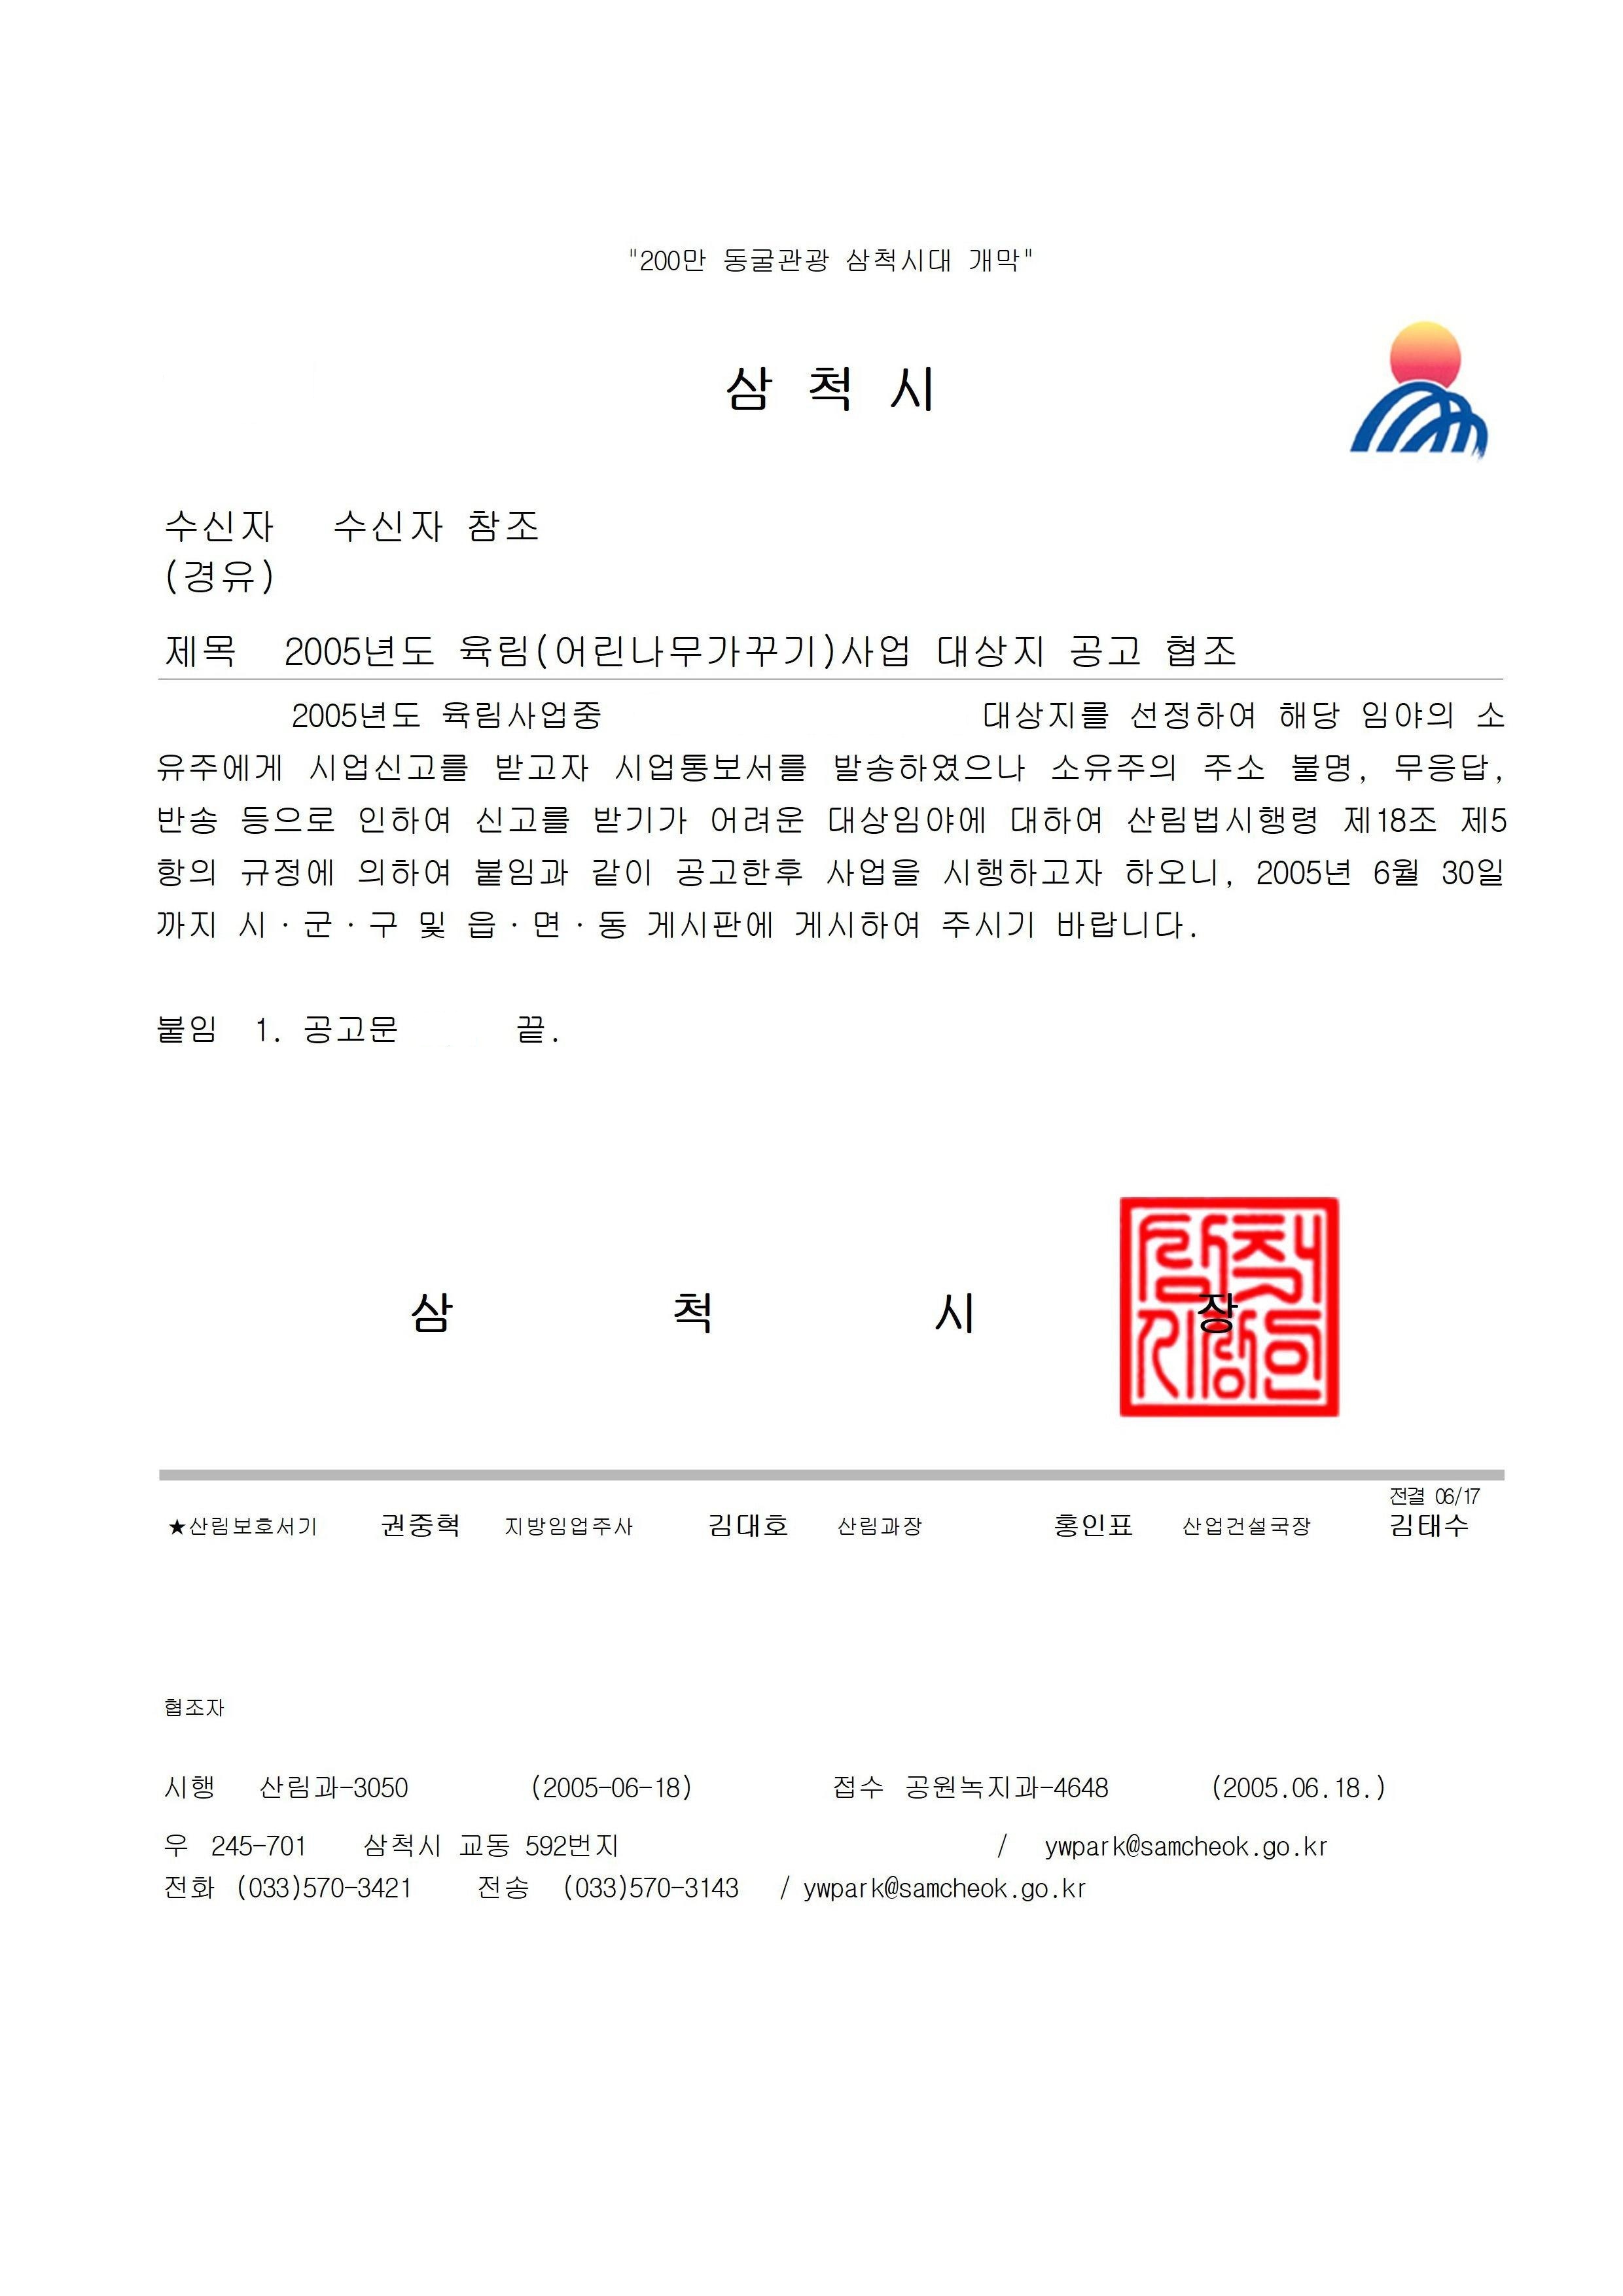 "200만 동굴관광 삼척시대 개막"
삼 척 시
수신자 수신자 참조
(경유)
제목 2005년도 육림(어린나무가꾸기)사업 대상지 공고 협조
2005년도 육림사업중 대상지를 선정하여 해당 임야의 소
유주에게 시업신고를 받고자 시업통보서를 발송하였으나 소유주의 주소 불명, 무응답,
반송 등으로 인하여 신고를 받기가 어려운 대상임야에 대하여 산림법시행령 제18조 제5
항의 규정에 의하여 붙임과 같이 공고한후 사업을 시행하고자 하오니, 2005년 6월 30일
까지 시·군·구 및 읍·면·동 게시판에 게시하여 주시기 바랍니다.
붙임 1. 공고문 끝.
삼 척 시 장
전결 06/17
★산림보호서기 권중혁 지방임업주사 김대호 산림과장 홍인표 산업건설국장 김태수
협조자
시행 산림과-3050 (2005-06-18) 접수 공원녹지과-4648 (2005.06.18.)
우 245-701 삼척시 교동 592번지 / ywpark@samcheok.go.kr
전화 (033)570-3421 전송 (033)570-3143 / ywpark@samcheok.go.kr